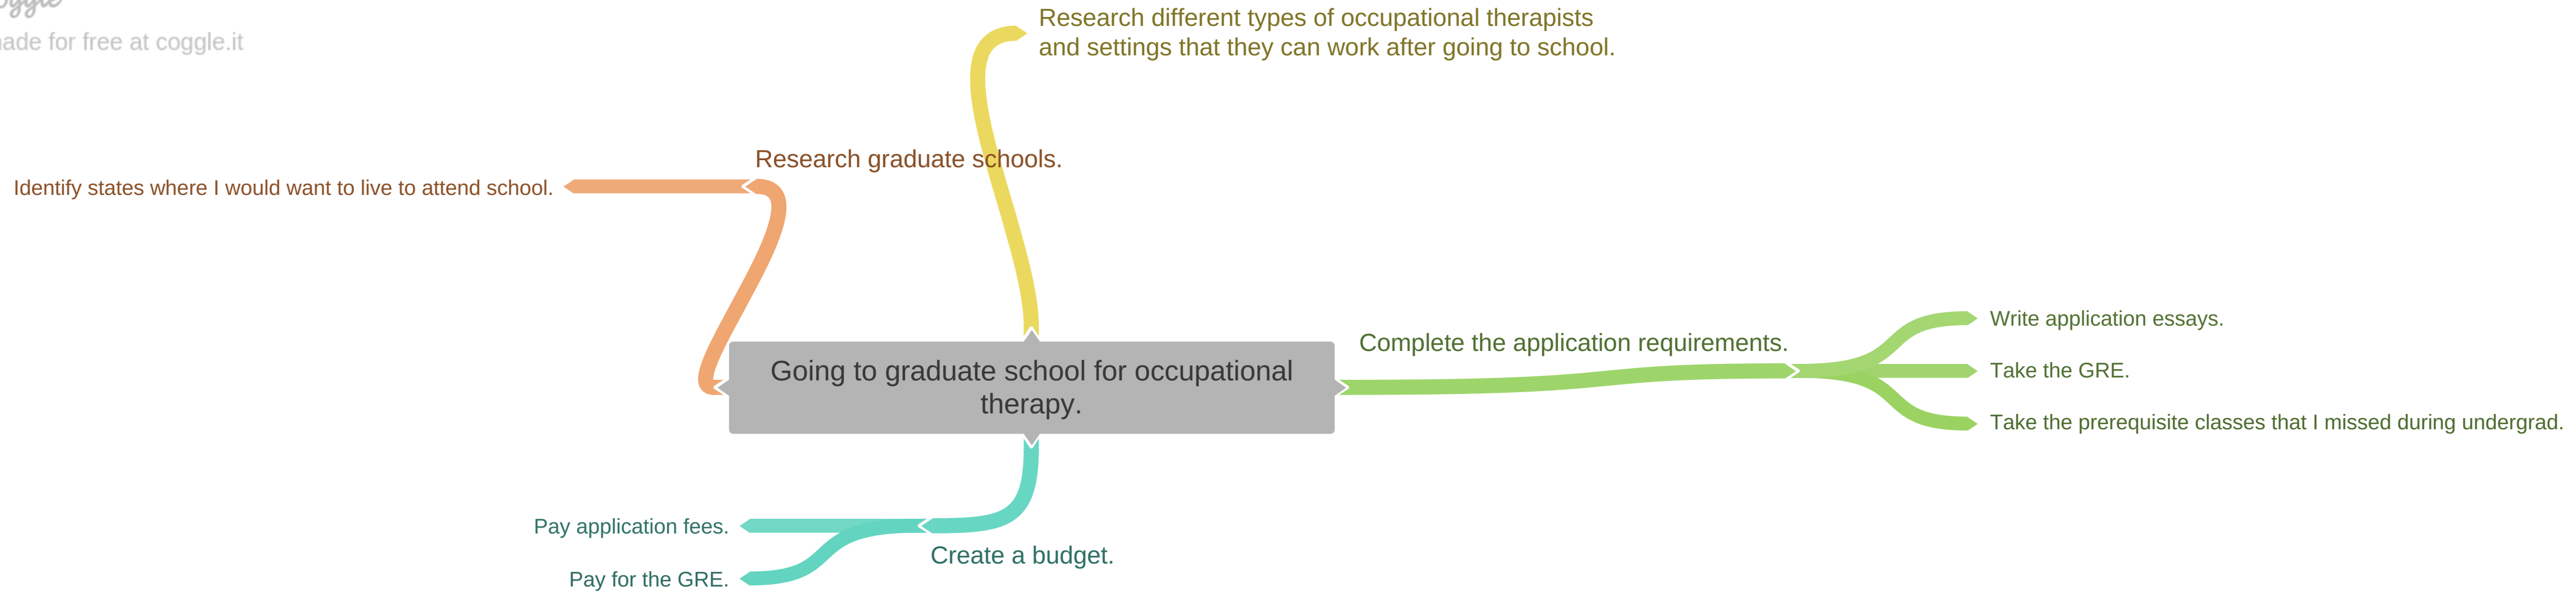 made for free at coggle.it
Research different types of occupational therapists
and settings that they can work after going to school.
Research graduate schools.
Identify states where I would want to live to attend school.
Going to graduate school for occupational
therapy.
Complete the application requirements.
Write application essays.
Take the GRE.
Take the prerequisite classes that I missed during undergrad.
Pay application fees.
Create a budget.
Pay for the GRE.